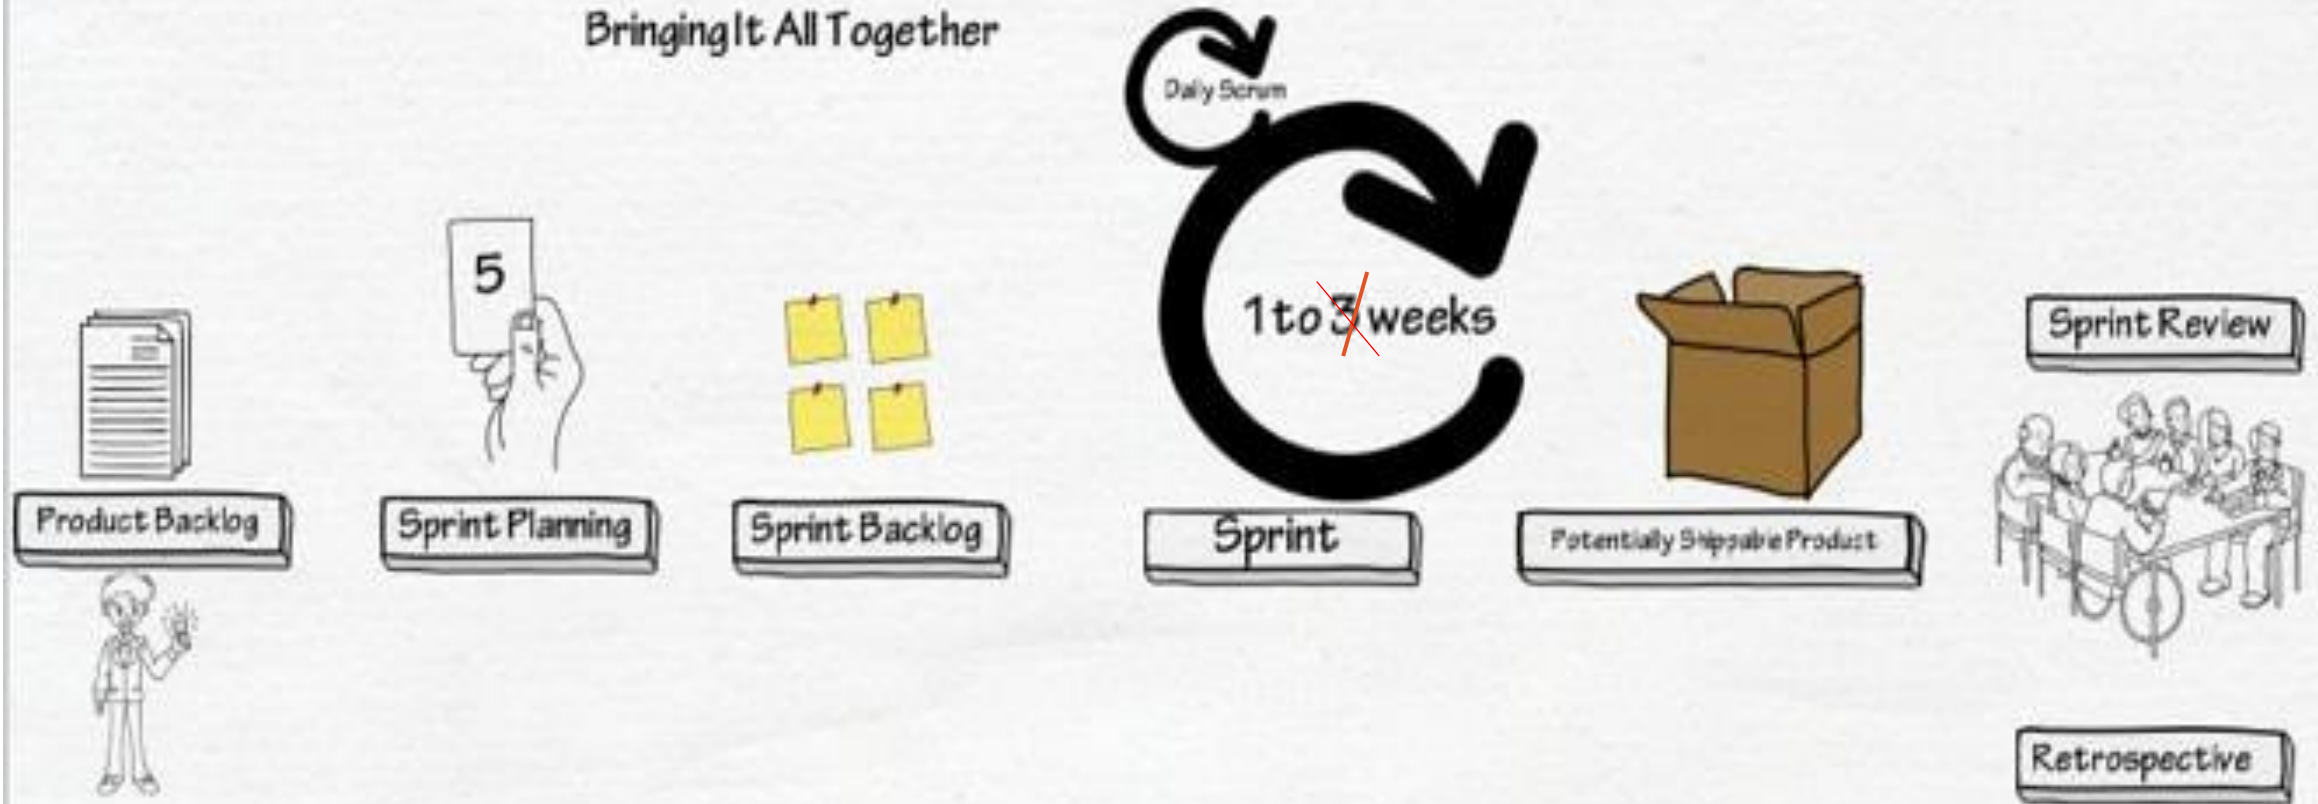 Bringing It All Together
Daily Scrum
5
1 to 3 weeks
Sprint Review
Product Backlog
Sprint Planning
Sprint Backlog
Sprint
Potentially Shippable Product
Retrospective